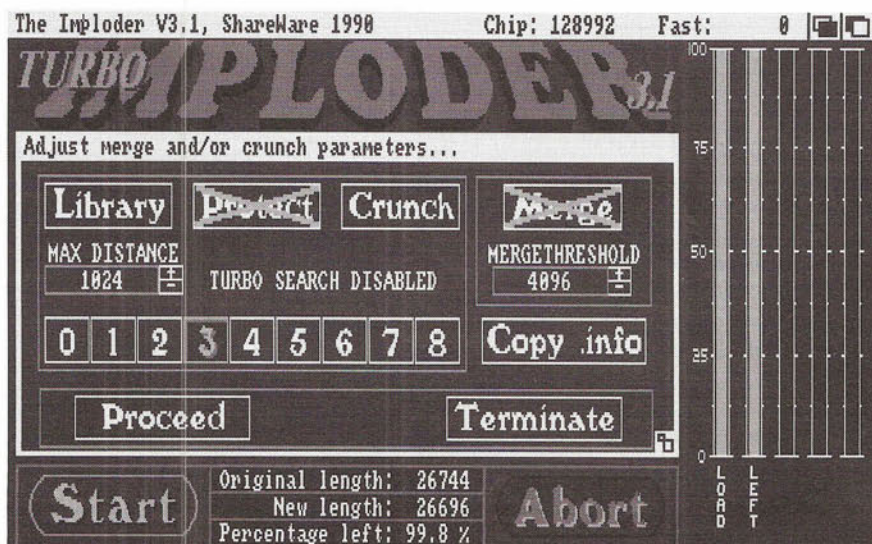 The Imploder V3.1, ShareWare 1990 Chip: 128992 Fast: 0
TURBO IMPLODER 3.1
Adjust merge and/or crunch parameters...
Library Protect Crunch Merge
MAX DISTANCE
1024 + -
TURBO SEARCH DISABLED
MERGETHRESHOLD
4096 + -
0 1 2 3 4 5 6 7 8
Copy .info
Proceed Terminate
Start
Original length: 26744
New length: 26696
Percentage left: 99.8 %
Abort
100
75
50
25
0
LOAD
LEFT